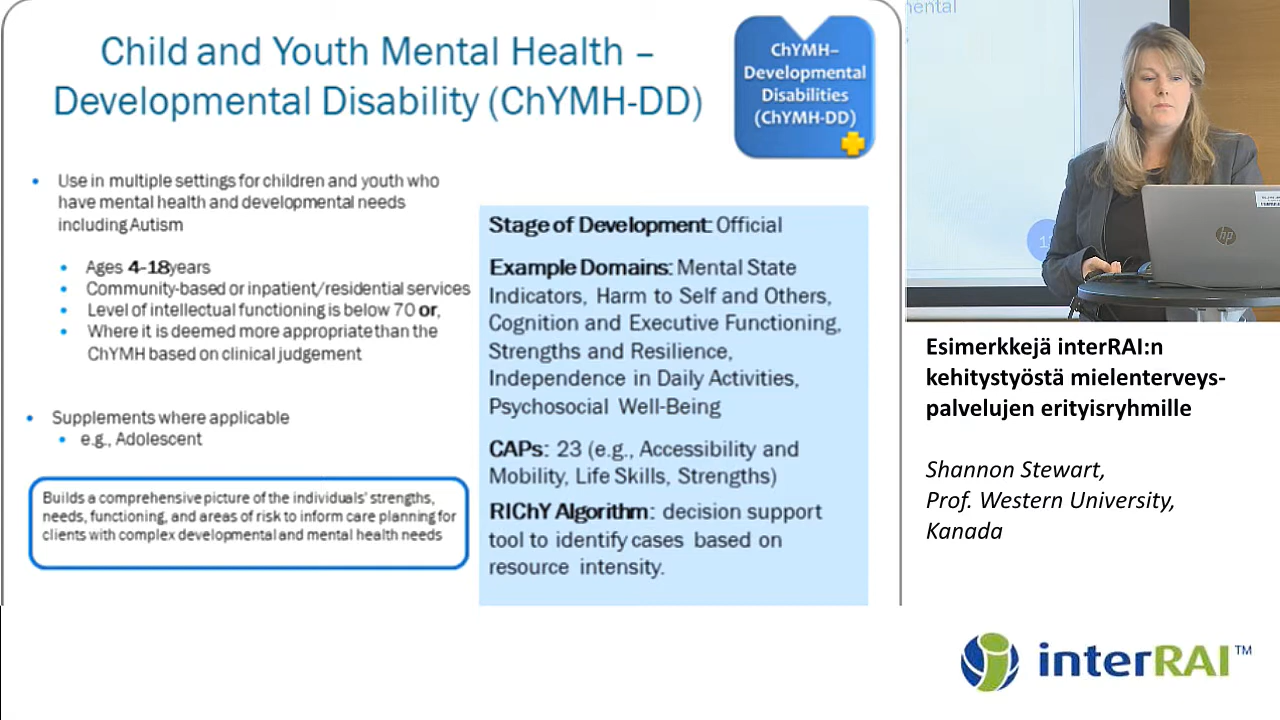 Child and Youth Mental Health –
Developmental Disability (ChYMH-DD)
ChYMH–
Developmental
Disabilities
(ChYMH-DD)
• Use in multiple settings for children and youth who
have mental health and developmental needs
including Autism
• Ages 4-18 years
• Community-based or inpatient/residential services
• Level of intellectual functioning is below 70 or,
• Where it is deemed more appropriate than the
ChYMH based on clinical judgement
• Supplements where applicable
• e.g., Adolescent
Builds a comprehensive picture of the individuals' strengths,
needs, functioning, and areas of risk to inform care planning for
clients with complex developmental and mental health needs
Stage of Development: Official
Example Domains: Mental State
Indicators, Harm to Self and Others,
Cognition and Executive Functioning,
Strengths and Resilience,
Independence in Daily Activities,
Psychosocial Well-Being
CAPs: 23 (e.g., Accessibility and
Mobility, Life Skills, Strengths)
RIChY Algorithm: decision support
tool to identify cases based on
resource intensity.
hp
Esimerkkejä interRAI:n
kehitystyöstä mielenterveys-
palvelujen erityisryhmille
Shannon Stewart,
Prof. Western University,
Kanada
interRAI™